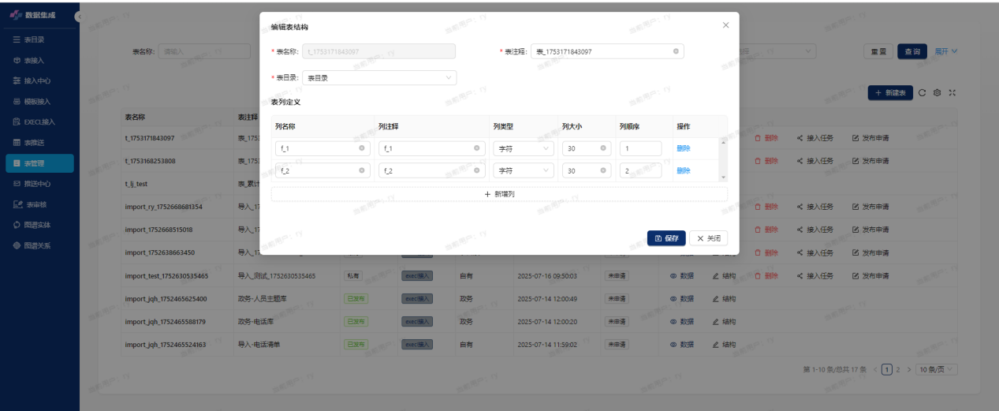 数据集成
表目录
表接入
接入中心
模板接入
EXECL接入
表推送
表管理
推送中心
表审核
图谱实体
图谱关系
表名称: 请输入
重置 查询 展开
+ 新建表
表名称 表注释
t_1753171843097 表_175 删除 接入任务 发布申请
t_1753168253808 表_175 删除 接入任务 发布申请
t_lj_test 表_累计
import_ry_1752668681354 导入_17 删除 接入任务 发布申请
import_1752668515018 导入_17 删除 接入任务 发布申请
import_1752638663450 导入_17 删除 接入任务 发布申请
import_test_1752630535465 导入_测试_1752630535465 私有 execl接入 自有 2025-07-16 09:50:03 未申请 数据 结构 删除 接入任务 发布申请
import_jqh_1752465625400 政务-人员主题库 已发布 execl接入 政务 2025-07-14 12:00:49 未申请 数据 结构
import_jqh_1752465588179 政务-电话库 已发布 execl接入 政务 2025-07-14 12:00:20 未申请 数据 结构
import_jqh_1752465524163 导入-电话清单 已发布 execl接入 自有 2025-07-14 11:59:02 未申请 数据 结构
第 1-10 条/总共 17 条 < 1 2 > 10 条/页
编辑表结构
* 表名称: t_1753171843097 * 表注释: 表_1753171843097
* 表目录: 表目录
表列定义
列名称 列注释 列类型 列大小 列顺序 操作
f_1 f_1 字符 30 1 删除
f_2 f_2 字符 30 2 删除
+ 新增列
保存 × 关闭
当前用户: ry